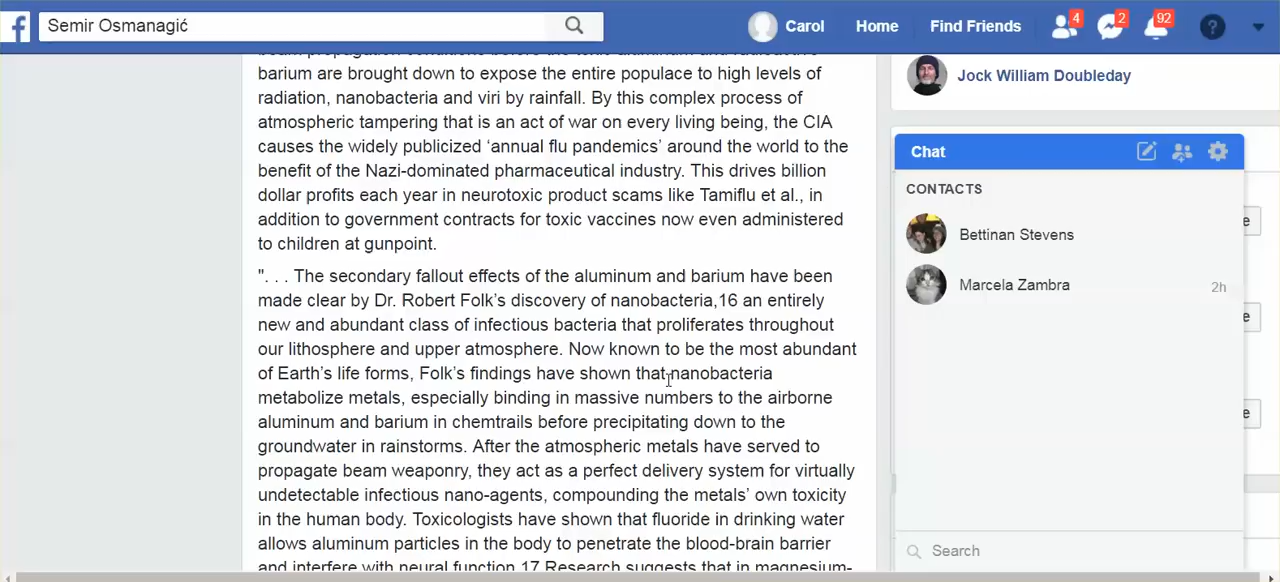 f
Semir Osmanagić
Carol
Home
Find Friends
4
2
92
?
barium are brought down to expose the entire populace to high levels of
radiation, nanobacteria and viri by rainfall. By this complex process of
atmospheric tampering that is an act of war on every living being, the CIA
causes the widely publicized ‘annual flu pandemics’ around the world to the
benefit of the Nazi-dominated pharmaceutical industry. This drives billion
dollar profits each year in neurotoxic product scams like Tamiflu et al., in
addition to government contracts for toxic vaccines now even administered
to children at gunpoint.
". . . The secondary fallout effects of the aluminum and barium have been
made clear by Dr. Robert Folk’s discovery of nanobacteria,16 an entirely
new and abundant class of infectious bacteria that proliferates throughout
our lithosphere and upper atmosphere. Now known to be the most abundant
of Earth’s life forms, Folk’s findings have shown that nanobacteria
metabolize metals, especially binding in massive numbers to the airborne
aluminum and barium in chemtrails before precipitating down to the
groundwater in rainstorms. After the atmospheric metals have served to
propagate beam weaponry, they act as a perfect delivery system for virtually
undetectable infectious nano-agents, compounding the metals’ own toxicity
in the human body. Toxicologists have shown that fluoride in drinking water
allows aluminum particles in the body to penetrate the blood-brain barrier
and interfere with neural function.17 Research suggests that in magnesium-
Jock William Doubleday
Chat
CONTACTS
Bettinan Stevens
Marcela Zambra
2h
e
e
e
Search